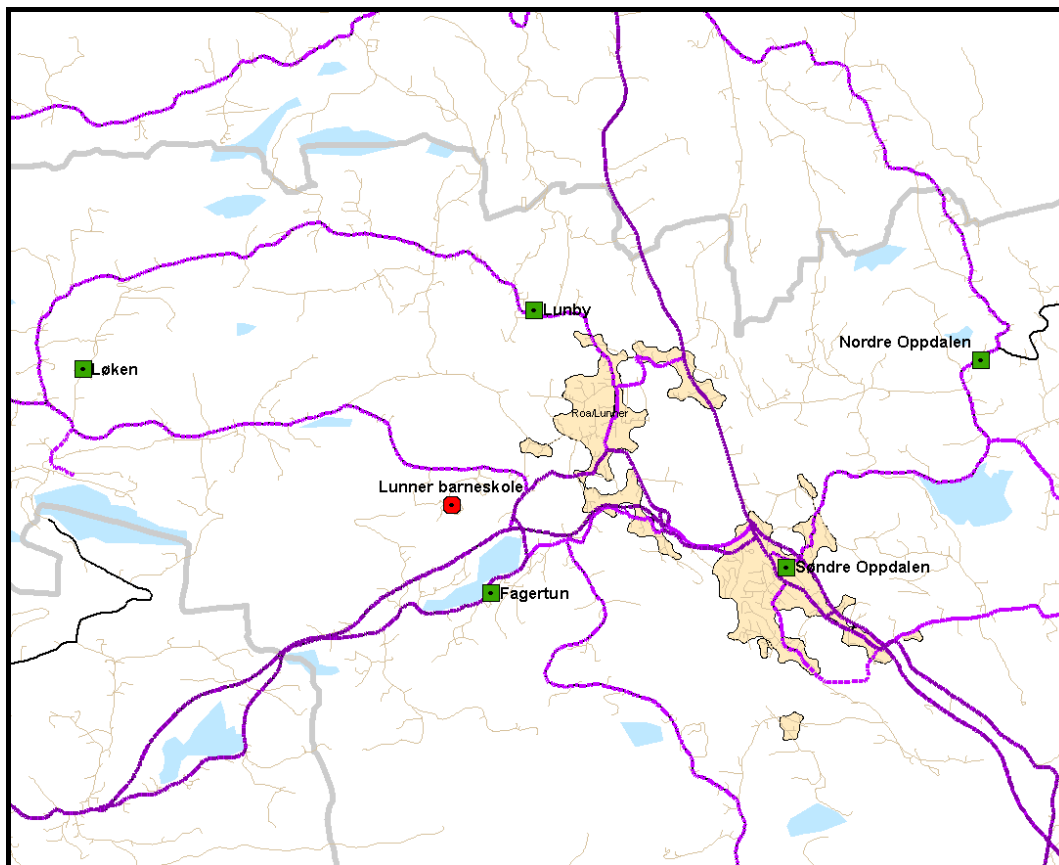 Lunby
Nordre Oppdalen
Løken
Roa/Lunner
Lunner barneskole
Søndre Oppdalen
Fagertun